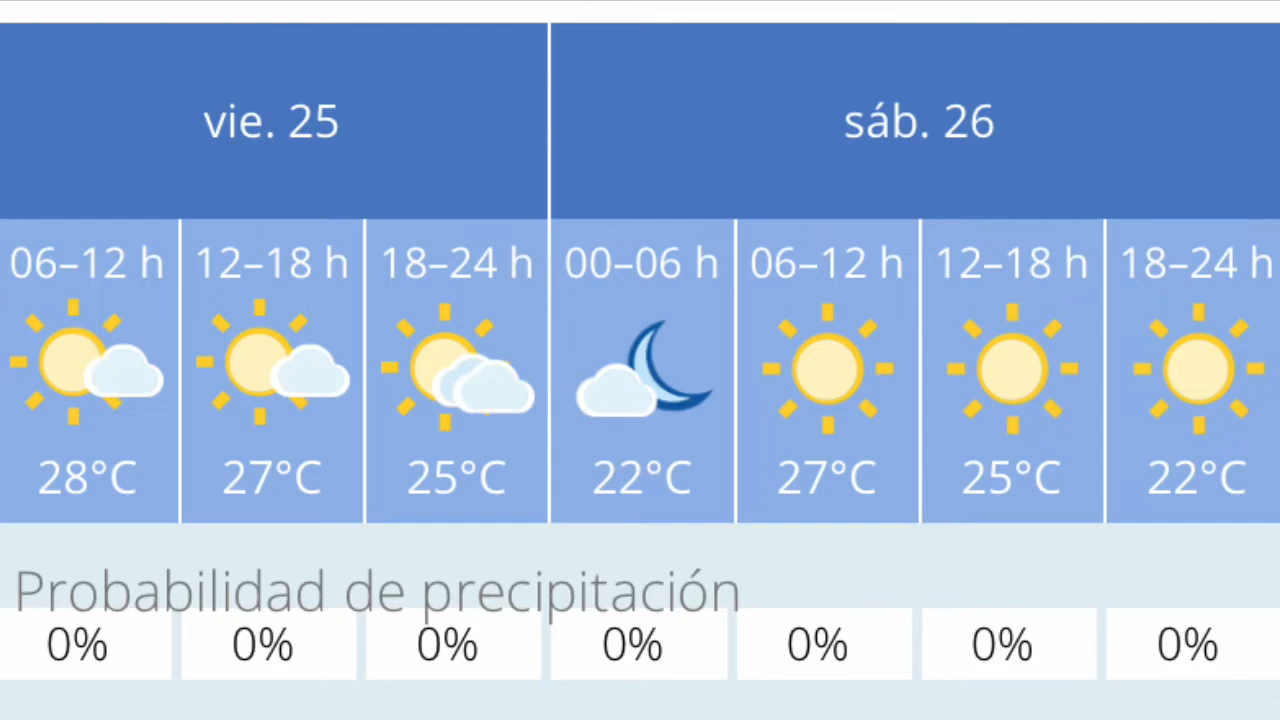 vie. 25 sáb. 26
06–12 h 12–18 h 18–24 h 00–06 h 06–12 h 12–18 h 18–24 h
28°C 27°C 25°C 22°C 27°C 25°C 22°C
Probabilidad de precipitación
0% 0% 0% 0% 0% 0% 0%